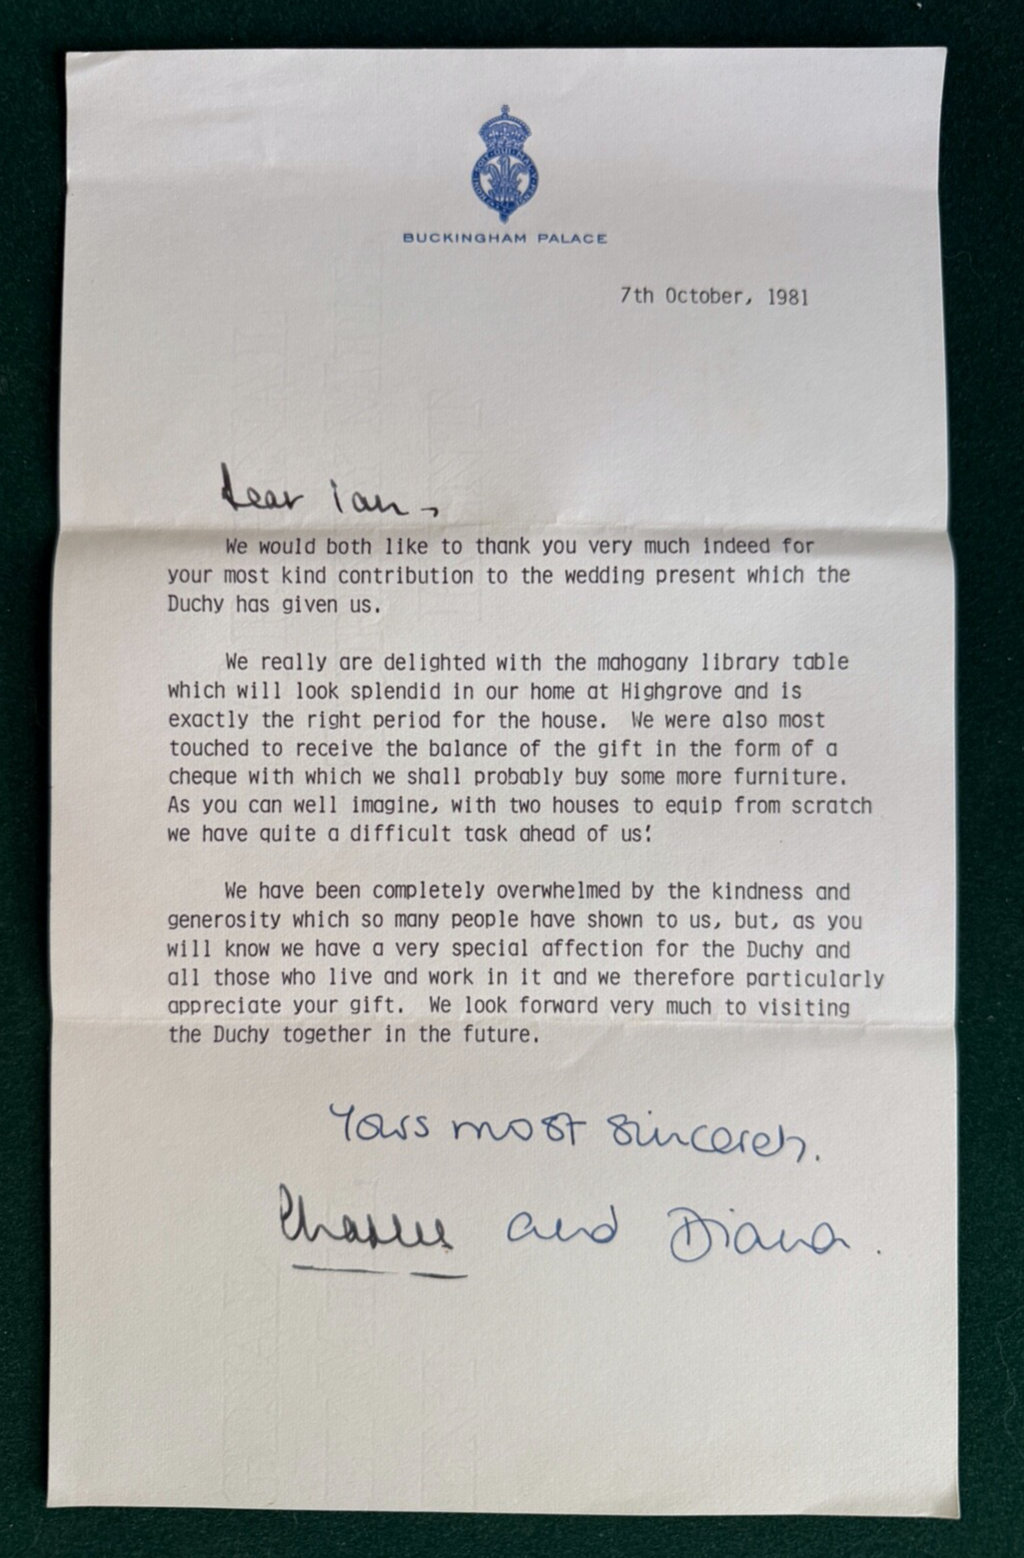 HONI SOIT QUI MAL Y PENSE
BUCKINGHAM PALACE
7th October, 1981
Dear Ian,
We would both like to thank you very much indeed for
your most kind contribution to the wedding present which the
Duchy has given us.
We really are delighted with the mahogany library table
which will look splendid in our home at Highgrove and is
exactly the right period for the house. We were also most
touched to receive the balance of the gift in the form of a
cheque with which we shall probably buy some more furniture.
As you can well imagine, with two houses to equip from scratch
we have quite a difficult task ahead of us!
We have been completely overwhelmed by the kindness and
generosity which so many people have shown to us, but, as you
will know we have a very special affection for the Duchy and
all those who live and work in it and we therefore particularly
appreciate your gift. We look forward very much to visiting
the Duchy together in the future.
Yours most sincerely.
Charles and Diana.